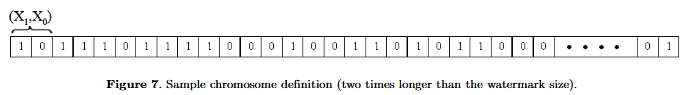 (X₁,X₀)
1 0 1 1 1 0 1 1 1 1 0 0 0 1 0 0 1 1 0 1 0 1 1 0 0 0 • • • • 0 1
Figure 7. Sample chromosome definition (two times longer than the watermark size).